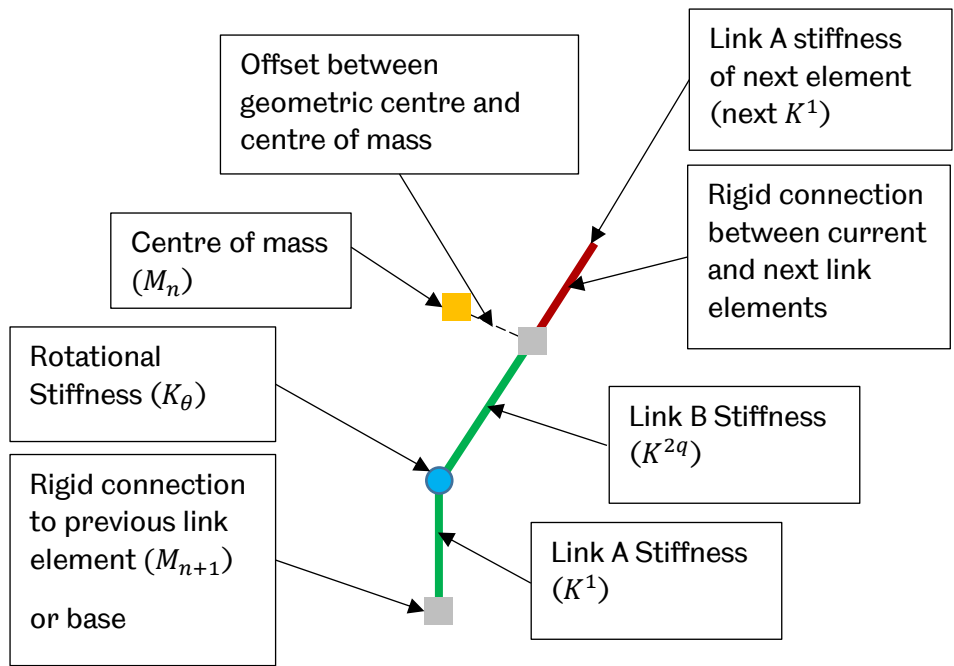 Offset between
geometric centre and
centre of mass
Link A stiffness
of next element
(next K¹)
Centre of mass
(Mₙ)
Rigid connection
between current
and next link
elements
Rotational
Stiffness (K_θ)
Link B Stiffness
(K²q)
Rigid connection
to previous link
element (Mₙ₊₁)
or base
Link A Stiffness
(K¹)